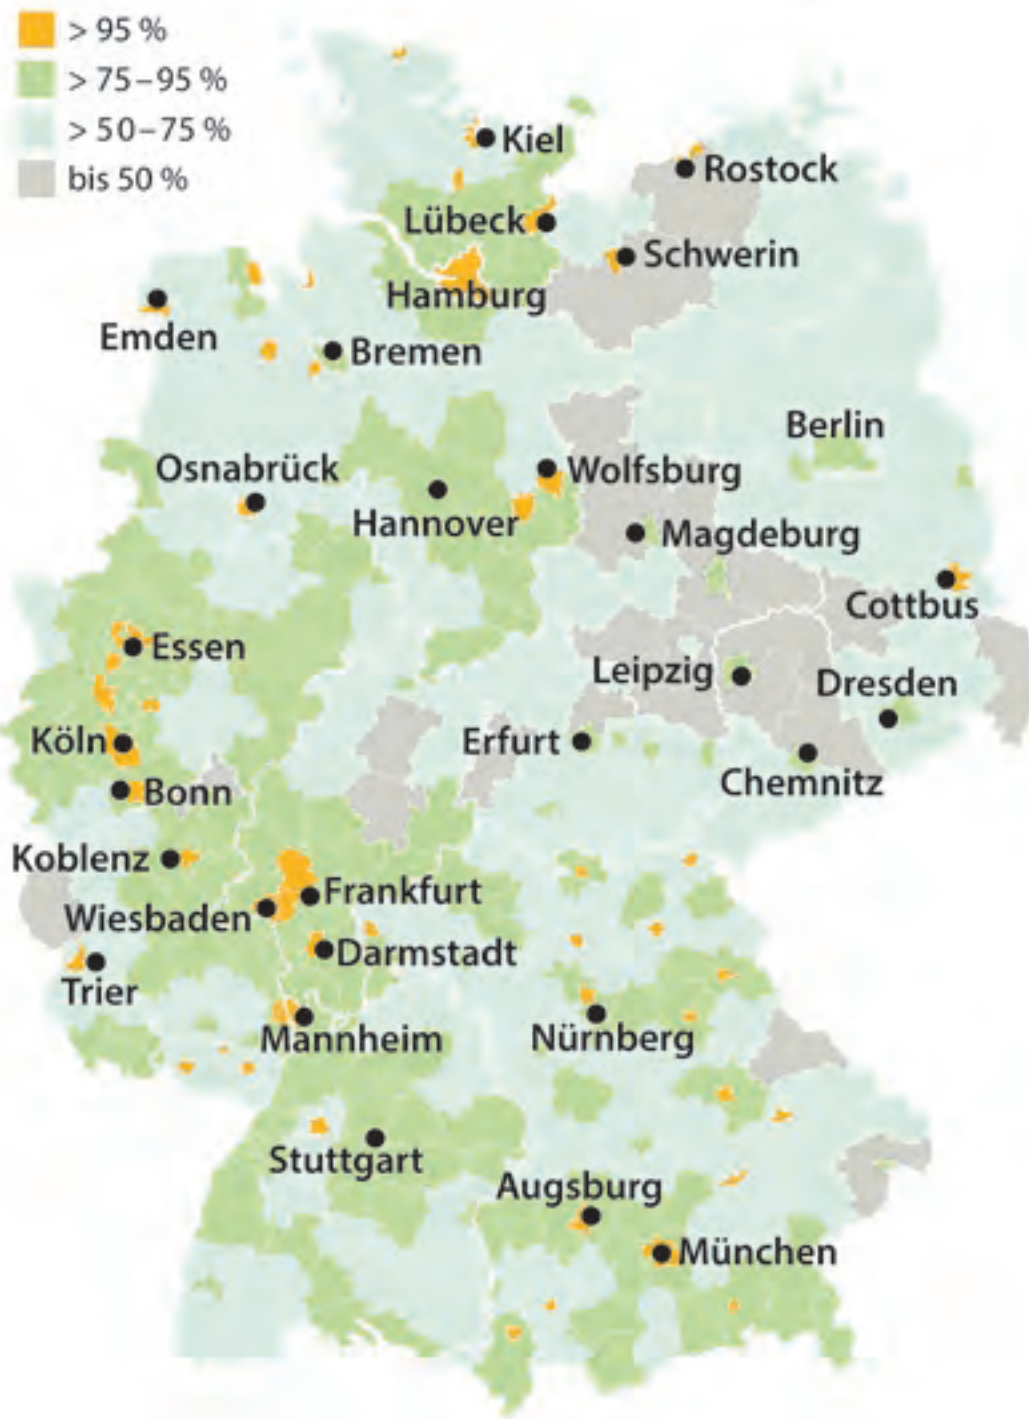 > 95 %
> 75–95 %
> 50–75 %
bis 50 %
Kiel
Rostock
Lübeck
Schwerin
Hamburg
Emden
Bremen
Berlin
Osnabrück
Wolfsburg
Hannover
Magdeburg
Cottbus
Essen
Leipzig
Dresden
Köln
Erfurt
Chemnitz
Bonn
Koblenz
Frankfurt
Wiesbaden
Darmstadt
Trier
Mannheim
Nürnberg
Stuttgart
Augsburg
München